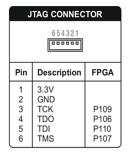 JTAG CONNECTOR
654321
Pin Description FPGA
1 3.3V
2 GND
3 TCK P109
4 TDO P106
5 TDI P110
6 TMS P107